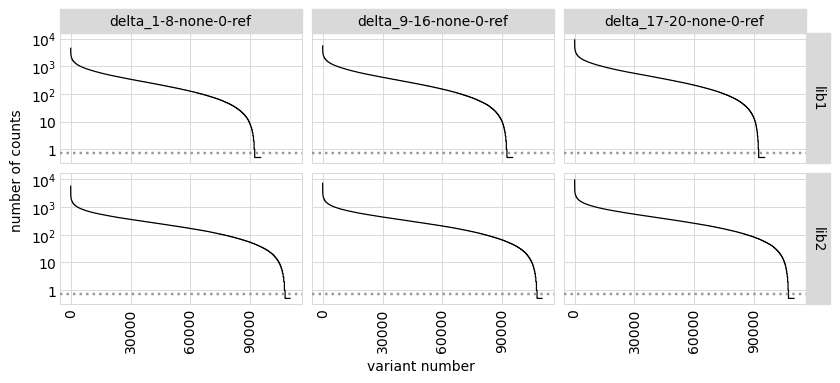 delta_1-8-none-0-ref delta_9-16-none-0-ref delta_17-20-none-0-ref
number of counts
10⁴
10³
10²
10
1
lib1
10⁴
10³
10²
10
1
lib2
0 30000 60000 90000 0 30000 60000 90000 0 30000 60000 90000
variant number